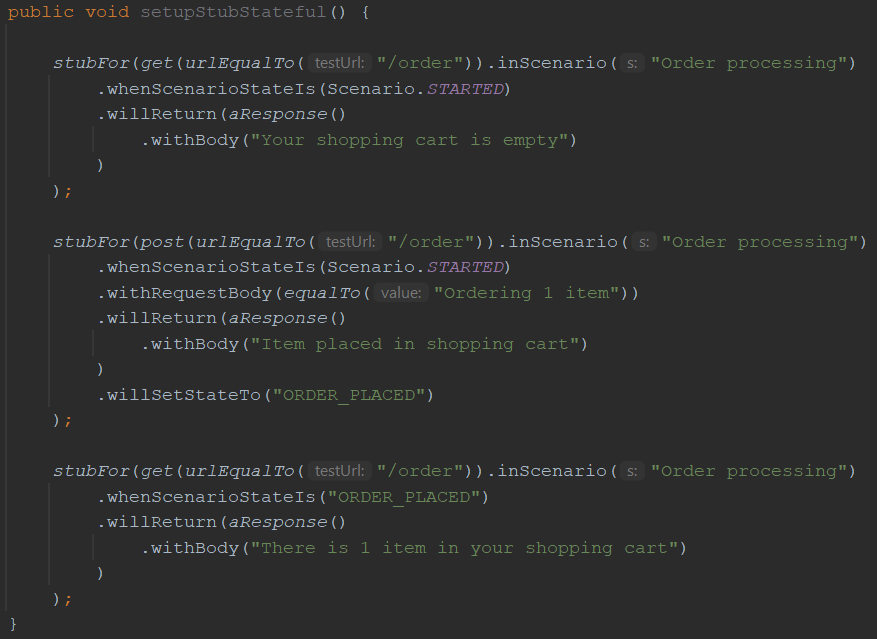 public void setupStubStateful() {
stubFor(get(urlEqualTo( testUrl: "/order")).inScenario( s: "Order processing")
.whenScenarioStateIs(Scenario.STARTED)
.willReturn(aResponse()
.withBody("Your shopping cart is empty")
)
);
stubFor(post(urlEqualTo( testUrl: "/order")).inScenario( s: "Order processing")
.whenScenarioStateIs(Scenario.STARTED)
.withRequestBody(equalTo( value: "Ordering 1 item"))
.willReturn(aResponse()
.withBody("Item placed in shopping cart")
)
.willSetStateTo("ORDER_PLACED")
);
stubFor(get(urlEqualTo( testUrl: "/order")).inScenario( s: "Order processing")
.whenScenarioStateIs("ORDER_PLACED")
.willReturn(aResponse()
.withBody("There is 1 item in your shopping cart")
)
);
}